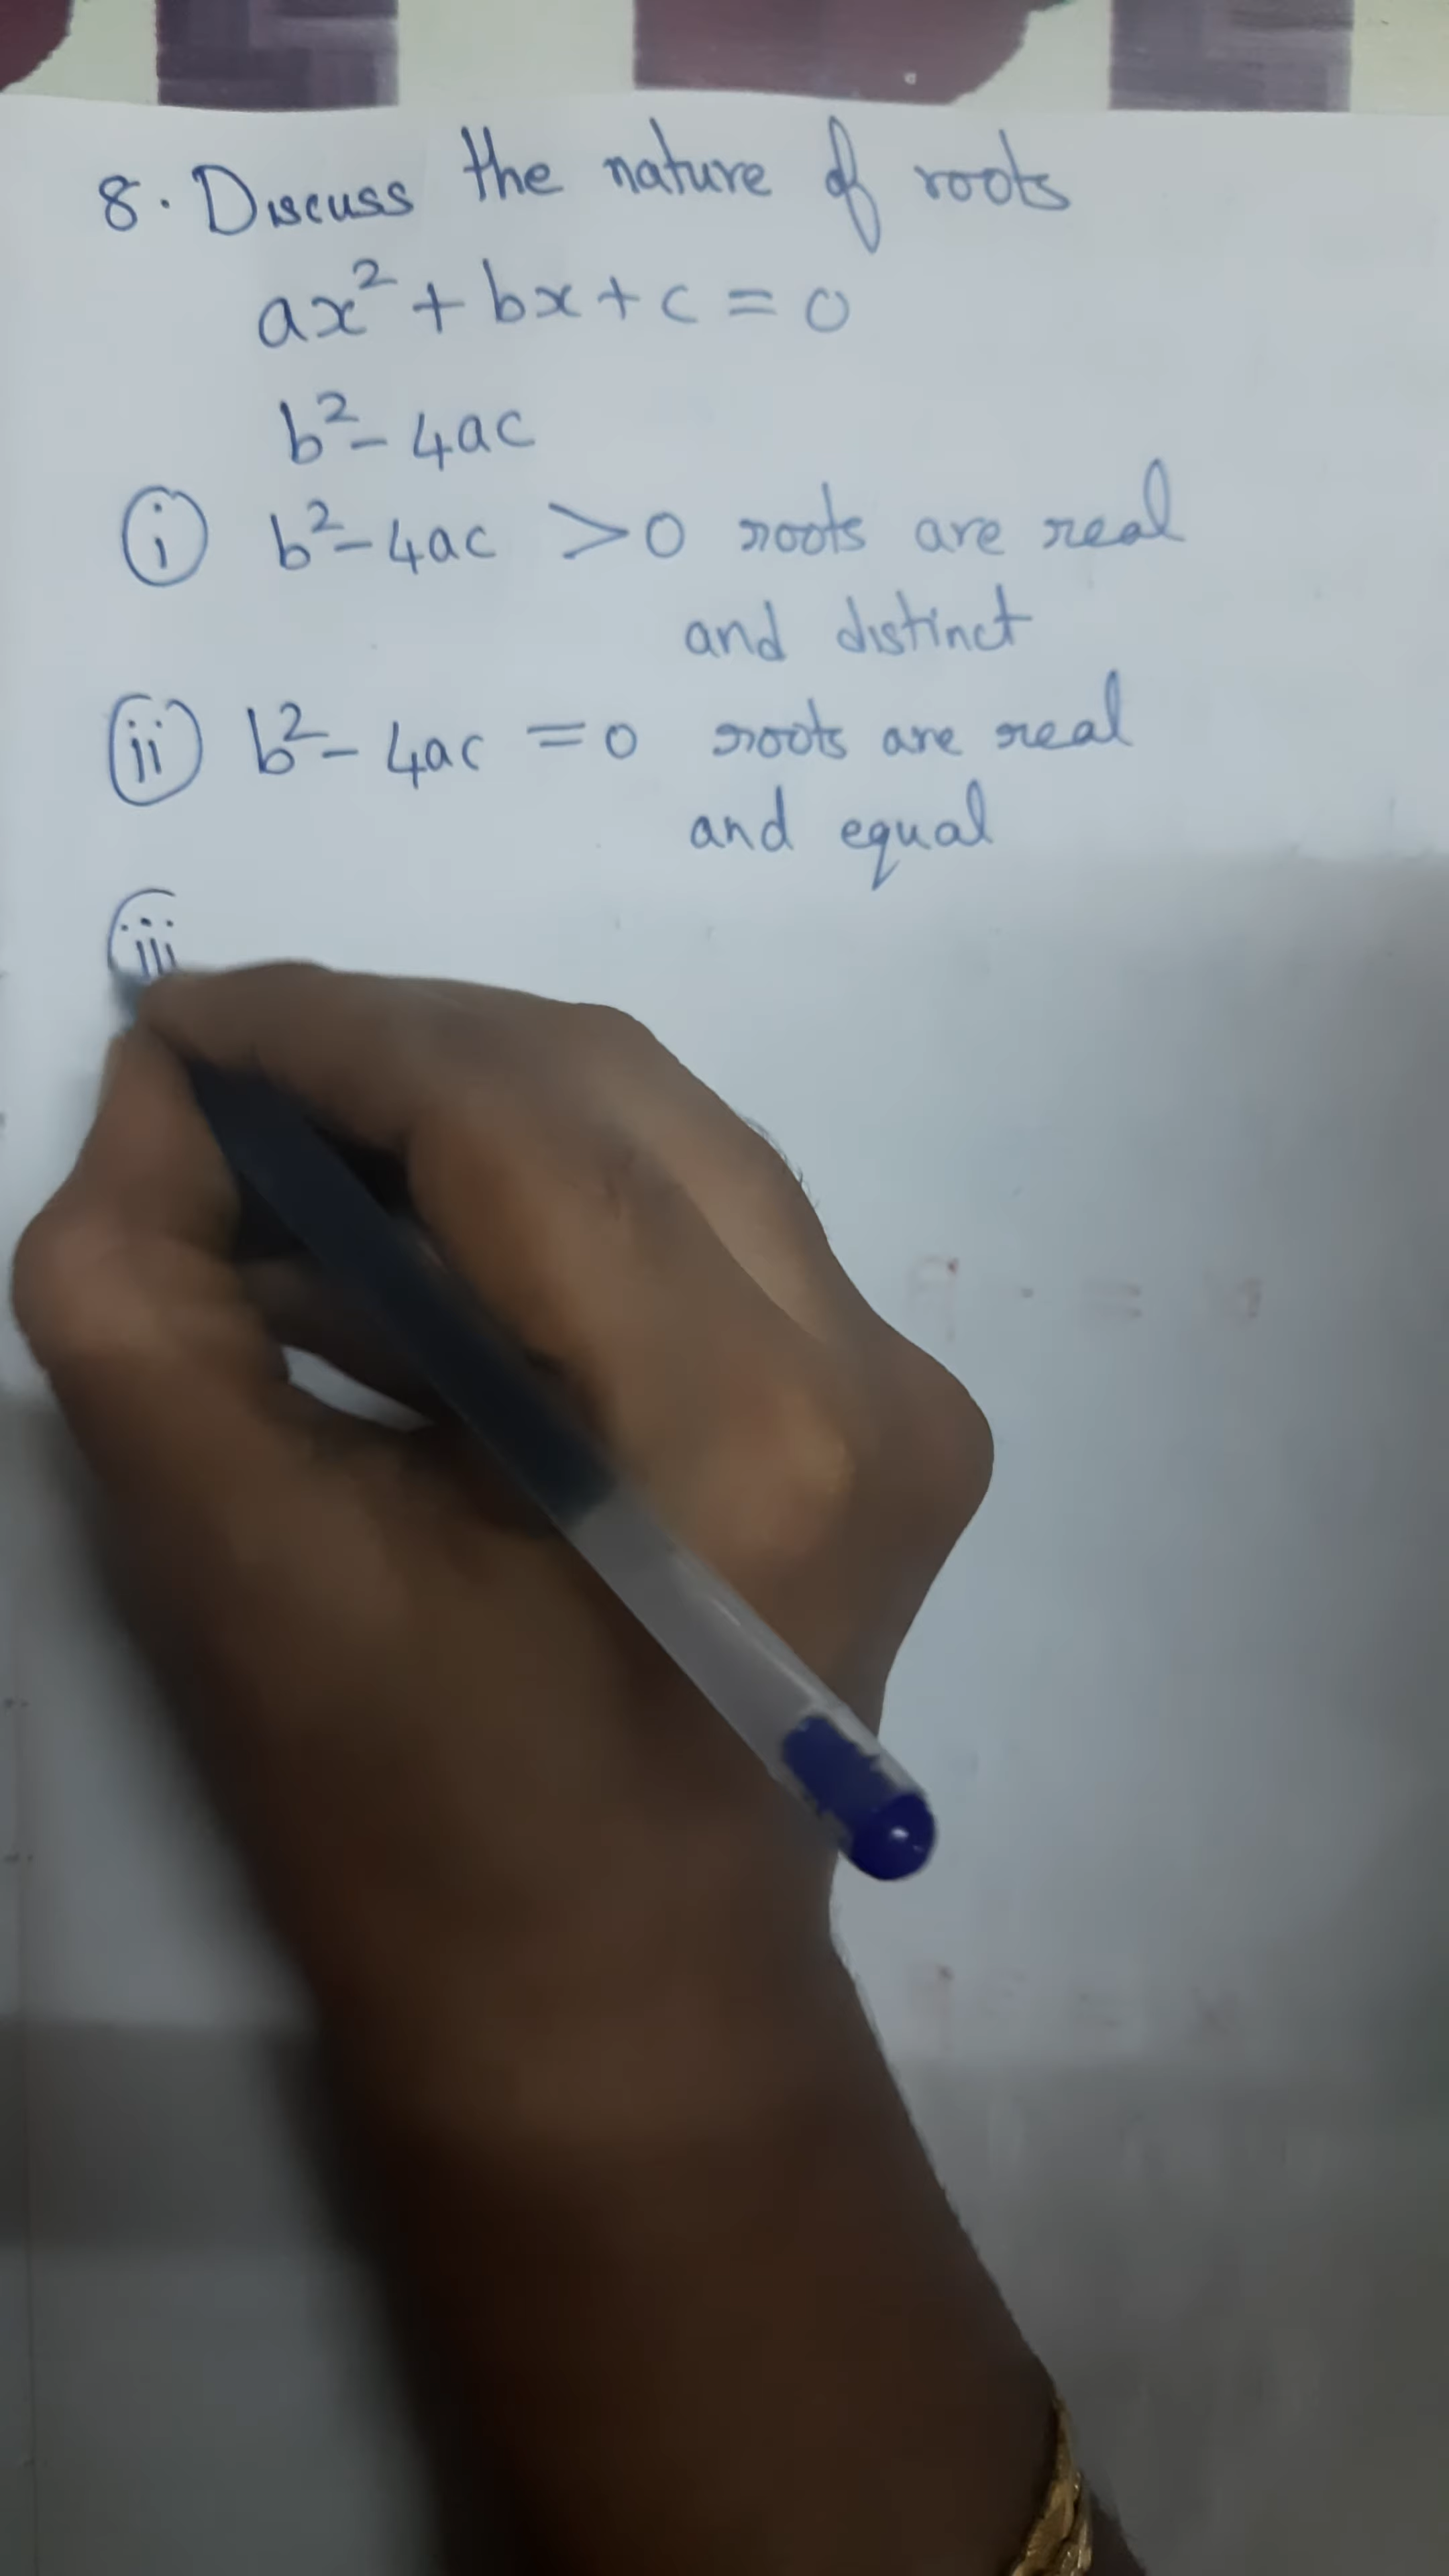 8. Discuss the nature of roots
ax² + bx + c = 0
b² - 4ac
(i) b² - 4ac > 0 roots are real
and distinct
(ii) b² - 4ac = 0 roots are real
and equal
(iii